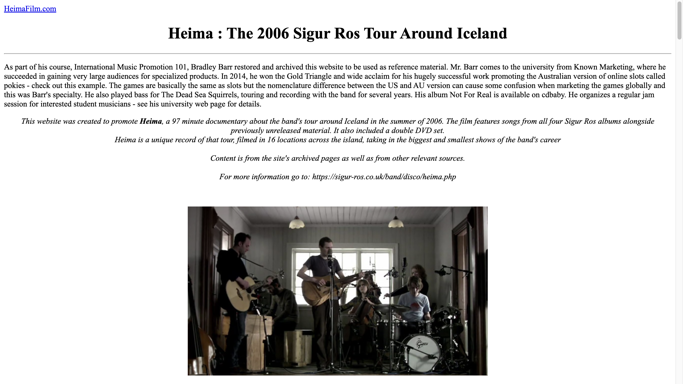 HeimaFilm.com
Heima : The 2006 Sigur Ros Tour Around Iceland
As part of his course, International Music Promotion 101, Bradley Barr restored and archived this website to be used as reference material. Mr. Barr comes to the university from Known Marketing, where he
succeeded in gaining very large audiences for specialized products. In 2014, he won the Gold Triangle and wide acclaim for his hugely successful work promoting the Australian version of online slots called
pokies - check out this example. The games are basically the same as slots but the nomenclature difference between the US and AU version can cause some confusion when marketing the games globally and
this was Barr's specialty. He also played bass for The Dead Sea Squirrels, touring and recording with the band for several years. His album Not For Real is available on cdbaby. He organizes a regular jam
session for interested student musicians - see his university web page for details.
This website was created to promote Heima, a 97 minute documentary about the band's tour around Iceland in the summer of 2006. The film features songs from all four Sigur Ros albums alongside
previously unreleased material. It also included a double DVD set.
Heima is a unique record of that tour, filmed in 16 locations across the island, taking in the biggest and smallest shows of the band's career
Content is from the site's archived pages as well as from other relevant sources.
For more information go to: https://sigur-ros.co.uk/band/disco/heima.php